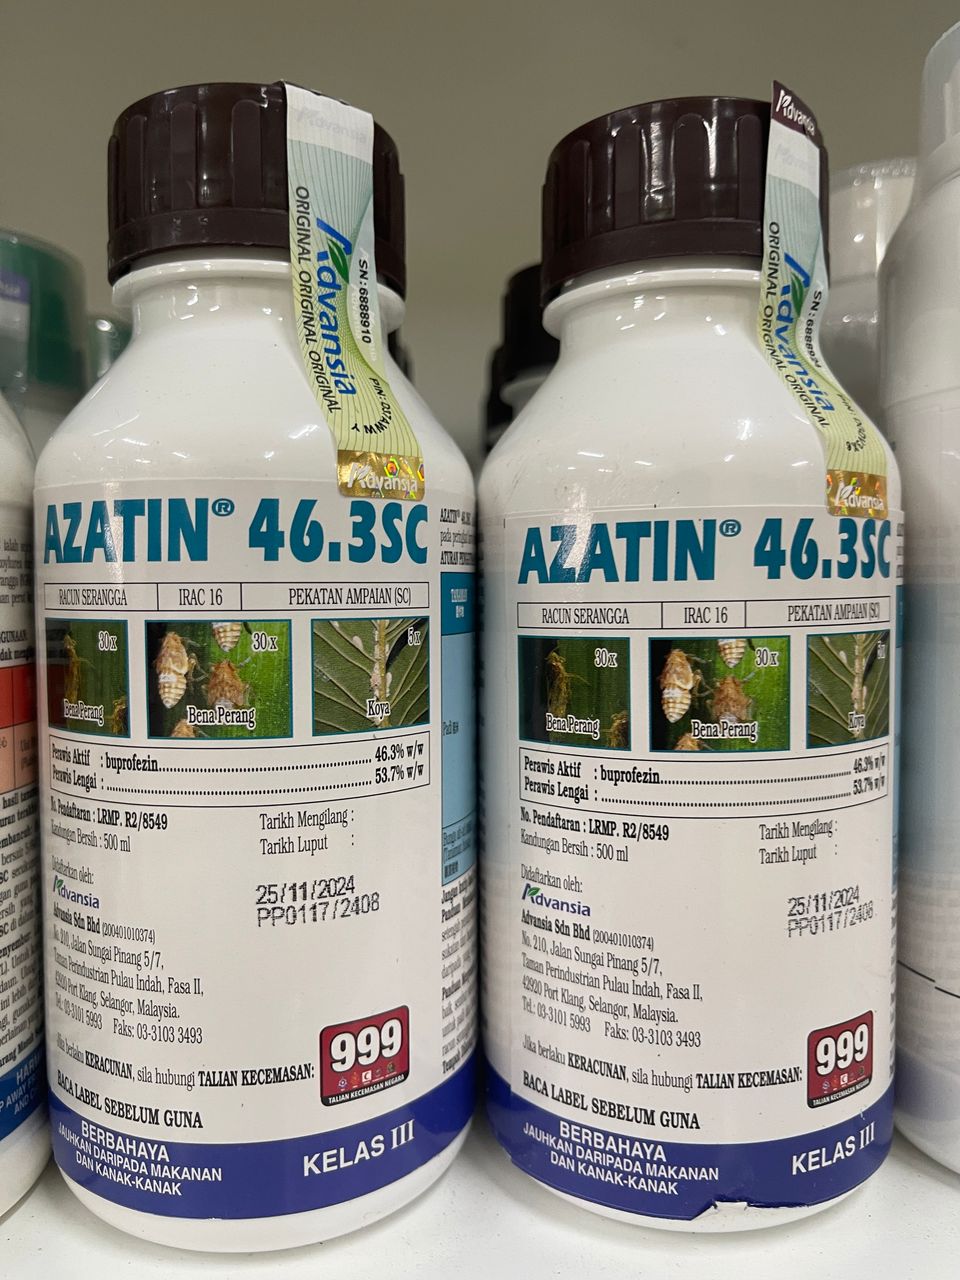 Advansia
ORIGINAL ORIGINAL ORIGINAL
Advansia
SN: 6888910
Advansia
AZATIN® 46.3SC
RACUN SERANGGA
IRAC 16
PEKATAN AMPAIAN (SC)
30x
Bena Perang
30x
Bena Perang
5x
Koya
Perawis Aktif : buprofezin 46.3% w/w
Perawis Lengai : 53.7% w/w
No. Pendaftaran : LRMP. R2/8549
Kandungan Bersih : 500 ml
Tarikh Mengilang :
Tarikh Luput :
25/11/2024
PP0117/2408
Didaftarkan oleh:
Advansia
Advansia Sdn Bhd (200401010374)
No. 210, Jalan Sungai Pinang 5/7,
Taman Perindustrian Pulau Indah, Fasa II,
42920 Port Klang, Selangor, Malaysia.
Tel: 03-3101 5993 Faks: 03-3103 3493
Jika berlaku KERACUNAN, sila hubungi TALIAN KECEMASAN:
999
TALIAN KECEMASAN NEGARA
BACA LABEL SEBELUM GUNA
BERBAHAYA
JAUHKAN DARIPADA MAKANAN
DAN KANAK-KANAK
KELAS III
Advansia
Advansia
ORIGINAL ORIGINAL ORIGINAL
Advansia
Advansia
AZATIN® 46.3SC
RACUN SERANGGA
IRAC 16
PEKATAN AMPAIAN (SC)
30x
Bena Perang
30x
Bena Perang
Koya
Perawis Aktif : buprofezin 46.3% w/w
Perawis Lengai : 53.7% w/w
No. Pendaftaran : LRMP. R2/8549
Kandungan Bersih : 500 ml
Tarikh Mengilang :
Tarikh Luput :
25/11/2024
PP0117/2408
Didaftarkan oleh:
Advansia
Advansia Sdn Bhd (200401010374)
No. 210, Jalan Sungai Pinang 5/7,
Taman Perindustrian Pulau Indah, Fasa II,
42920 Port Klang, Selangor, Malaysia.
Tel: 03-3101 5993 Faks: 03-3103 3493
Jika berlaku KERACUNAN, sila hubungi TALIAN KECEMASAN:
999
TALIAN KECEMASAN NEGARA
BACA LABEL SEBELUM GUNA
BERBAHAYA
JAUHKAN DARIPADA MAKANAN
DAN KANAK-KANAK
KELAS III